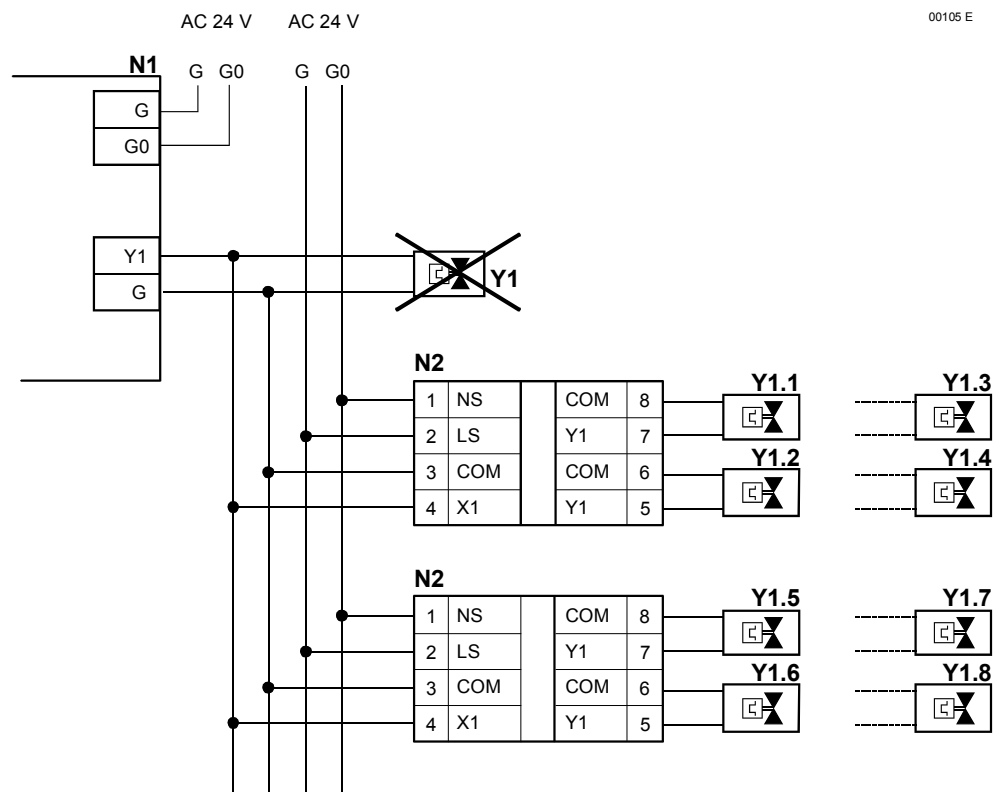 AC 24 V AC 24 V
00105 E
N1 G G0 G G0
G
G0
Y1
G
Y1
N2
1 NS COM 8
2 LS Y1 7
3 COM COM 6
4 X1 Y1 5
Y1.1 Y1.3
Y1.2 Y1.4
N2
1 NS COM 8
2 LS Y1 7
3 COM COM 6
4 X1 Y1 5
Y1.5 Y1.7
Y1.6 Y1.8